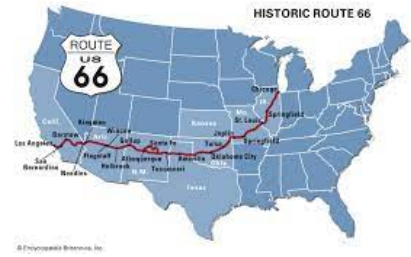 HISTORIC ROUTE 66
ROUTE
US
66
Chicago
Ill.
Mo.
Springfield
St. Louis
Kansas
Joplin
Springfield
Calif.
Kingman
Barstow
Ariz.
Winslow
Gallup
Santa Fe
Tulsa
Los Angeles
Flagstaff
Albuquerque
Amarillo
Oklahoma City
San
Bernardino
Holbrook
Tucumcari
Okla.
Needles
N.M.
Texas
© Encyclopædia Britannica, Inc.